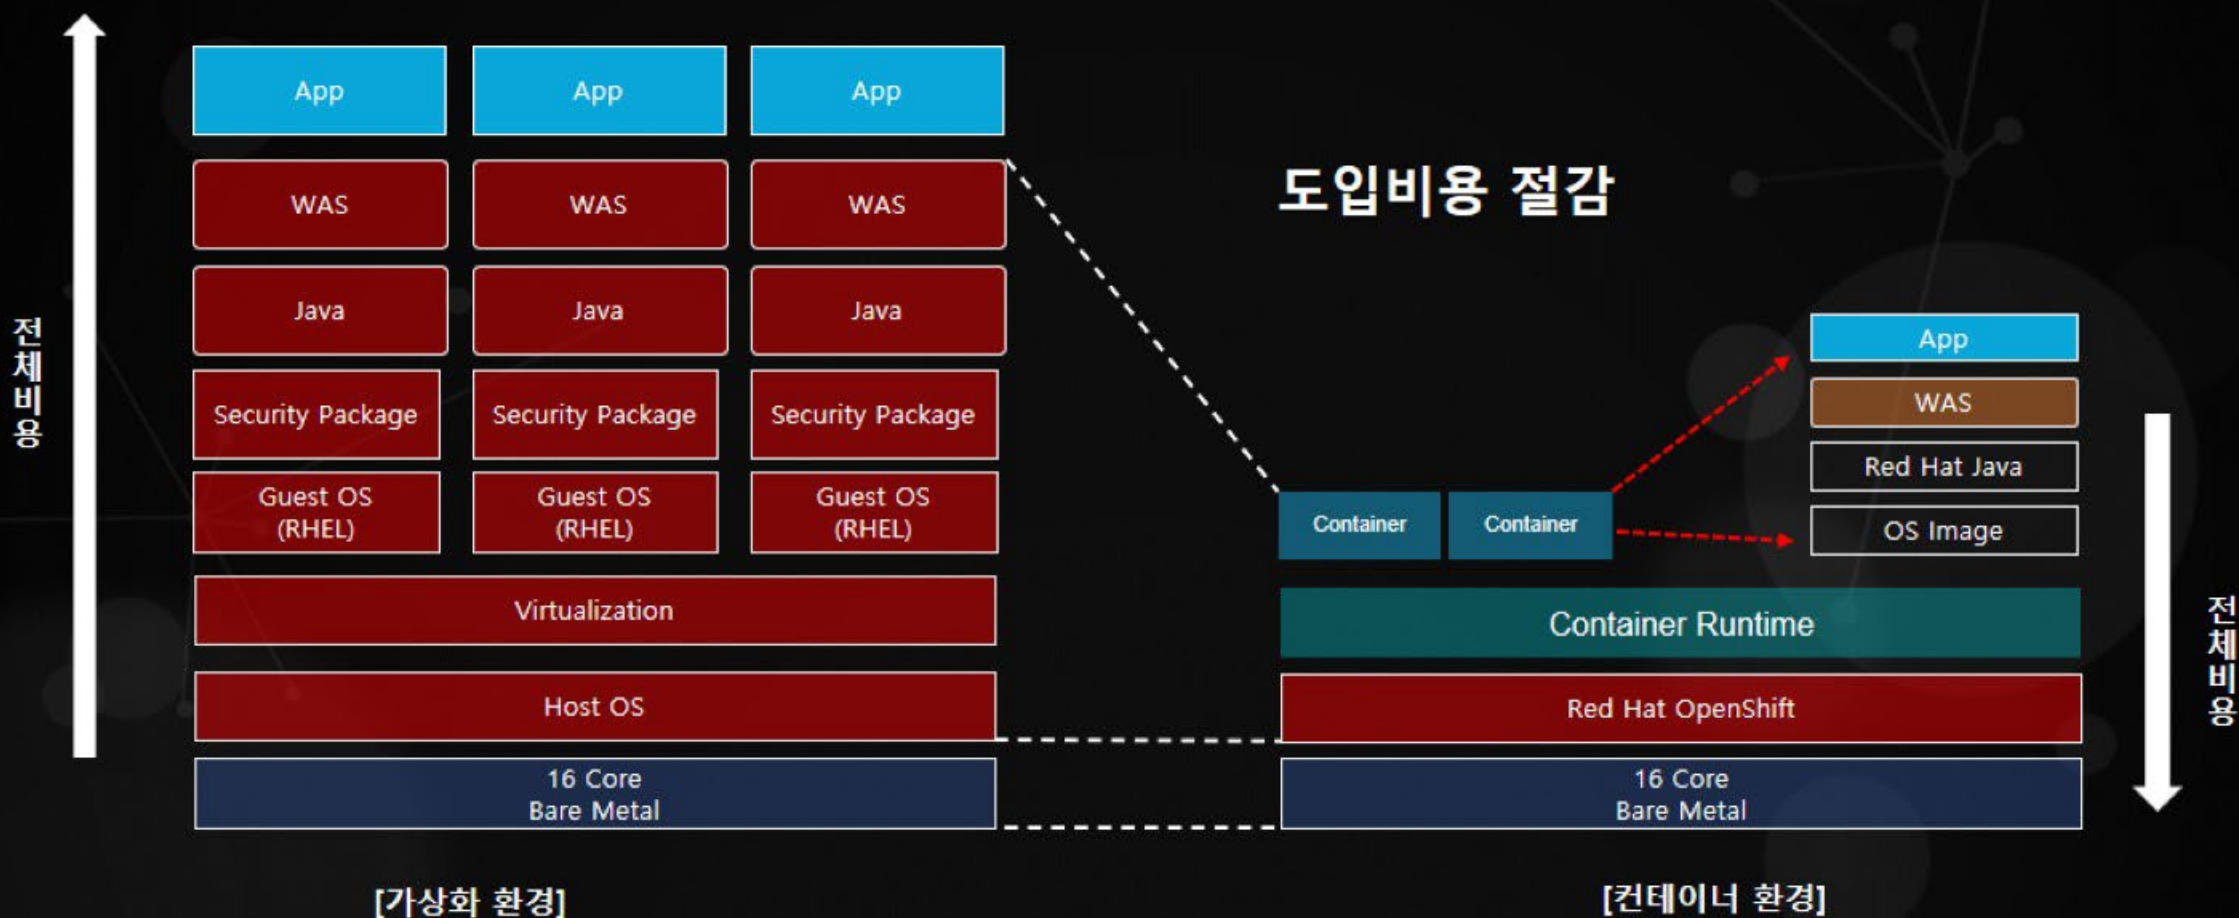 App
App
App
WAS
WAS
WAS
Java
Java
Java
Security Package
Security Package
Security Package
Guest OS
(RHEL)
Guest OS
(RHEL)
Guest OS
(RHEL)
Virtualization
Host OS
16 Core
Bare Metal
전체비용
[가상화 환경]
도입비용 절감
Container
Container
App
WAS
Red Hat Java
OS Image
Container Runtime
Red Hat OpenShift
16 Core
Bare Metal
전체비용
[컨테이너 환경]